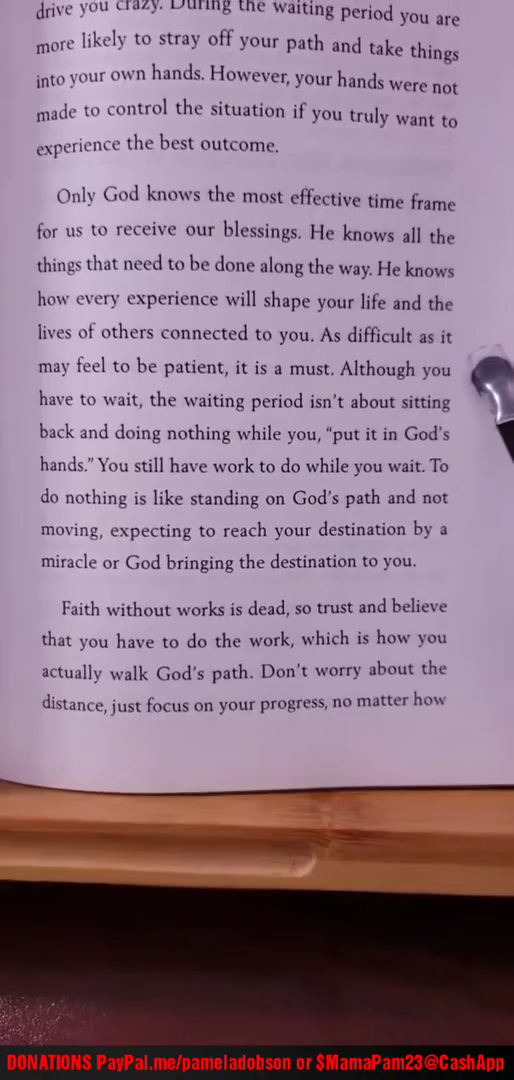 drive you crazy. During the waiting period you are
more likely to stray off your path and take things
into your own hands. However, your hands were not
made to control the situation if you truly want to
experience the best outcome.
Only God knows the most effective time frame
for us to receive our blessings. He knows all the
things that need to be done along the way. He knows
how every experience will shape your life and the
lives of others connected to you. As difficult as it
may feel to be patient, it is a must. Although you
have to wait, the waiting period isn't about sitting
back and doing nothing while you, “put it in God's
hands.” You still have work to do while you wait. To
do nothing is like standing on God's path and not
moving, expecting to reach your destination by a
miracle or God bringing the destination to you.
Faith without works is dead, so trust and believe
that you have to do the work, which is how you
actually walk God's path. Don't worry about the
distance, just focus on your progress, no matter how
DONATIONS PayPal.me/pameladobson or $MamaPam23@CashApp